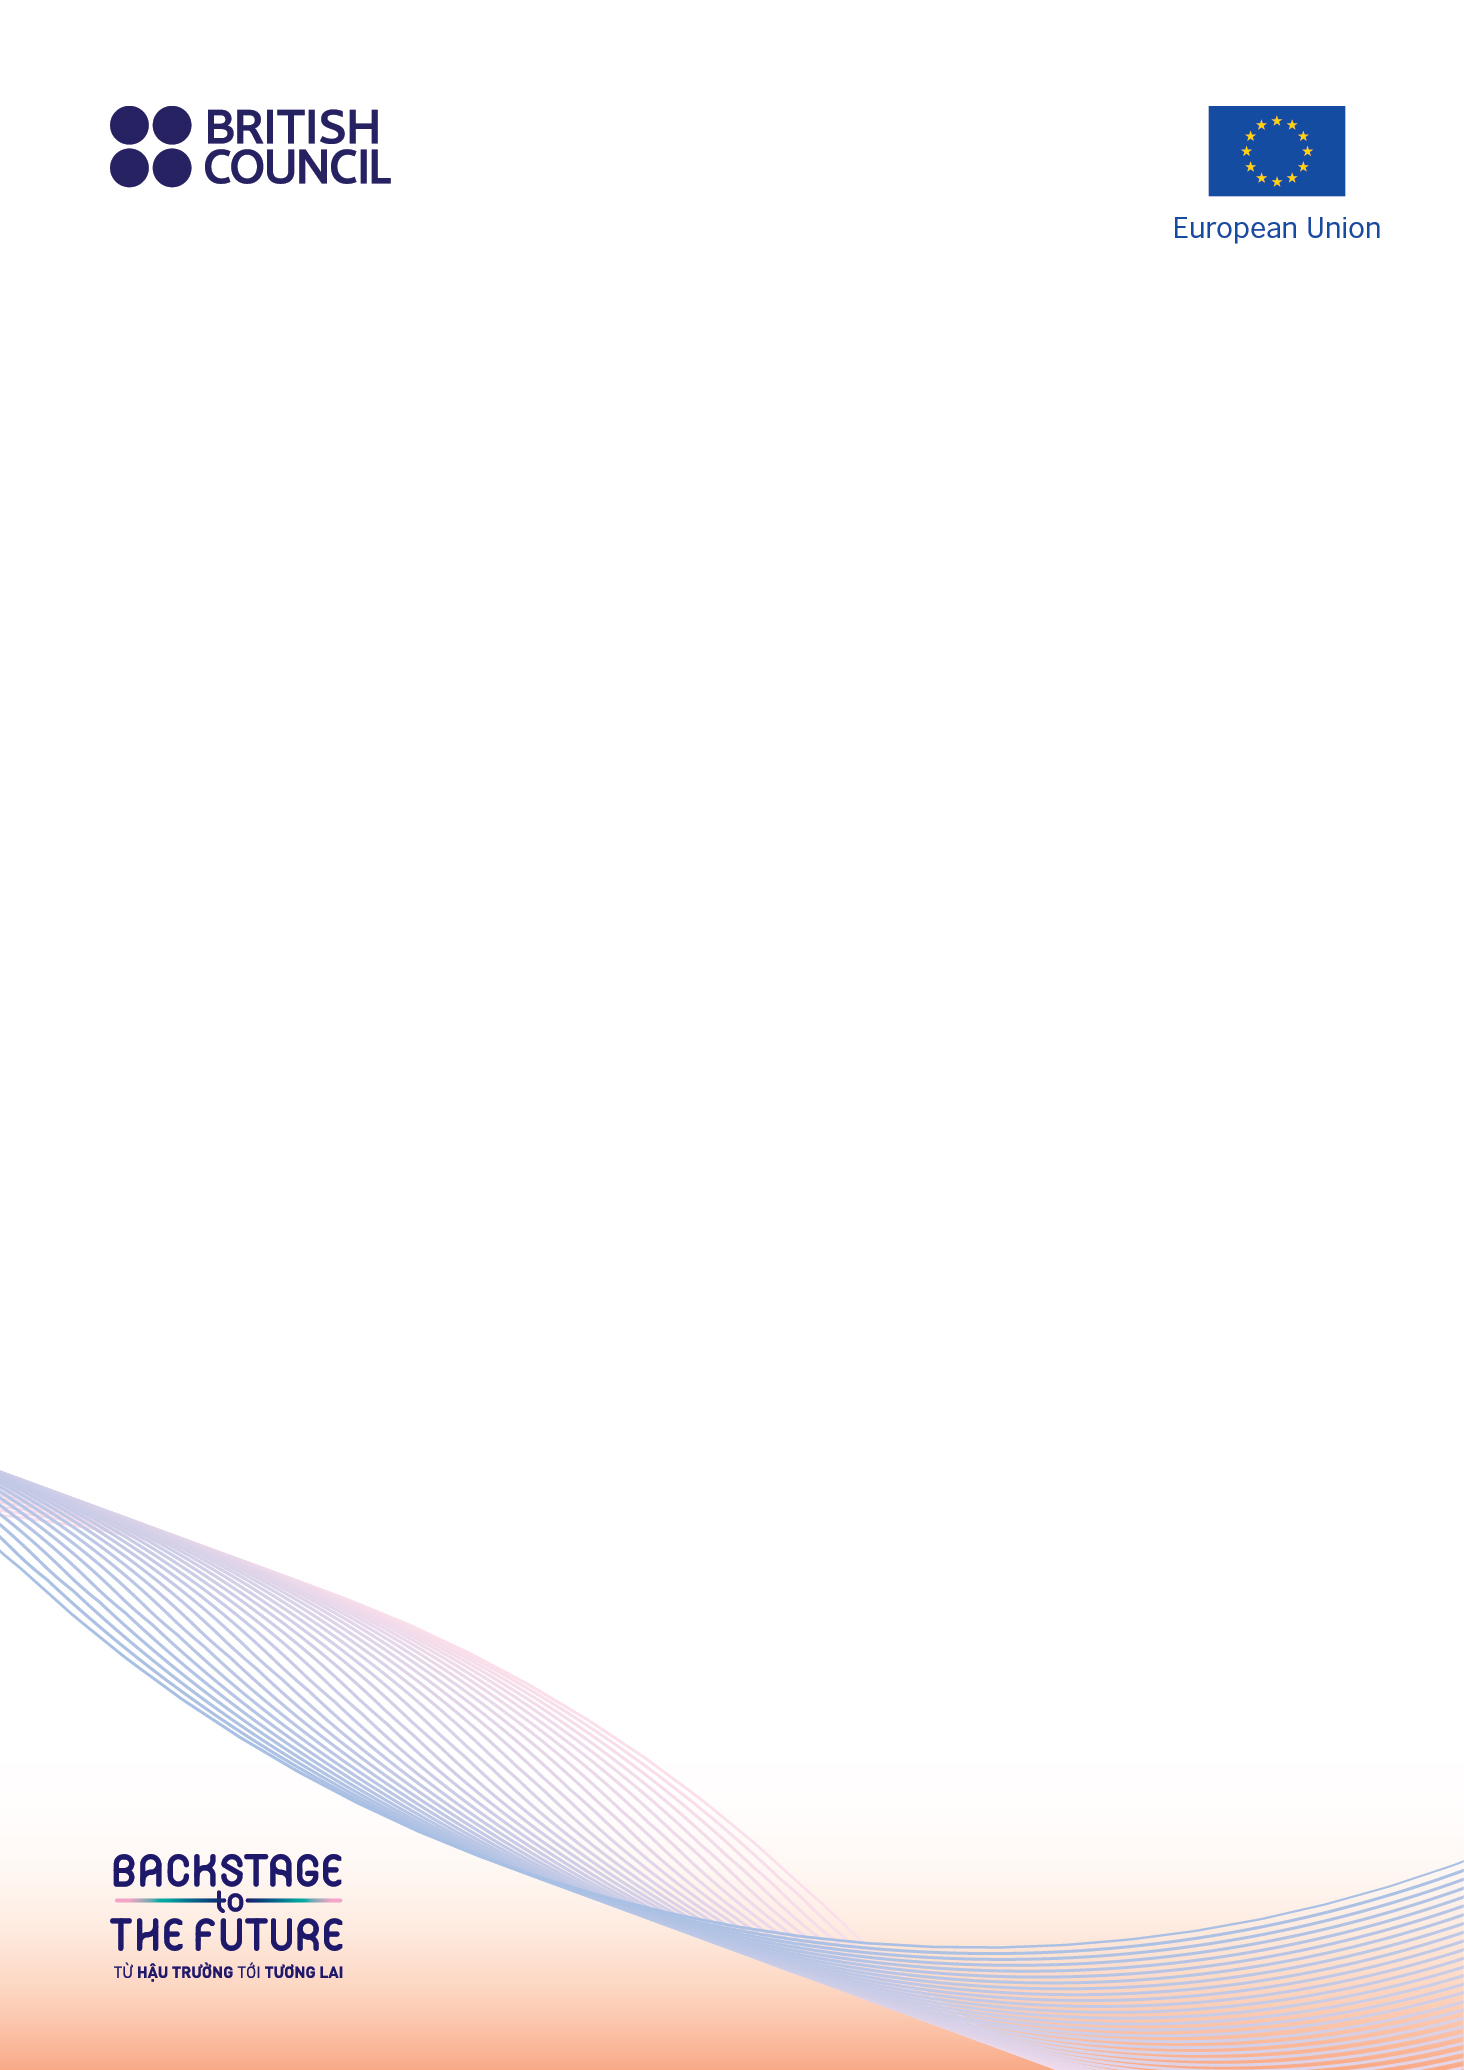 BRITISH
COUNCIL
European Union
BACKSTAGE
to
THE FUTURE
TỪ HẬU TRƯỜNG TỚI TƯƠNG LAI